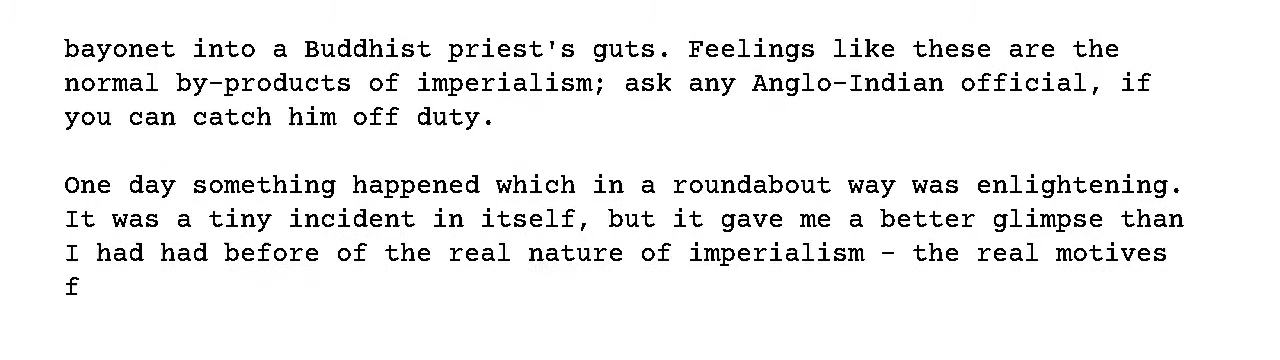 bayonet into a Buddhist priest's guts. Feelings like these are the
normal by-products of imperialism; ask any Anglo-Indian official, if
you can catch him off duty.

One day something happened which in a roundabout way was enlightening.
It was a tiny incident in itself, but it gave me a better glimpse than
I had had before of the real nature of imperialism – the real motives
f